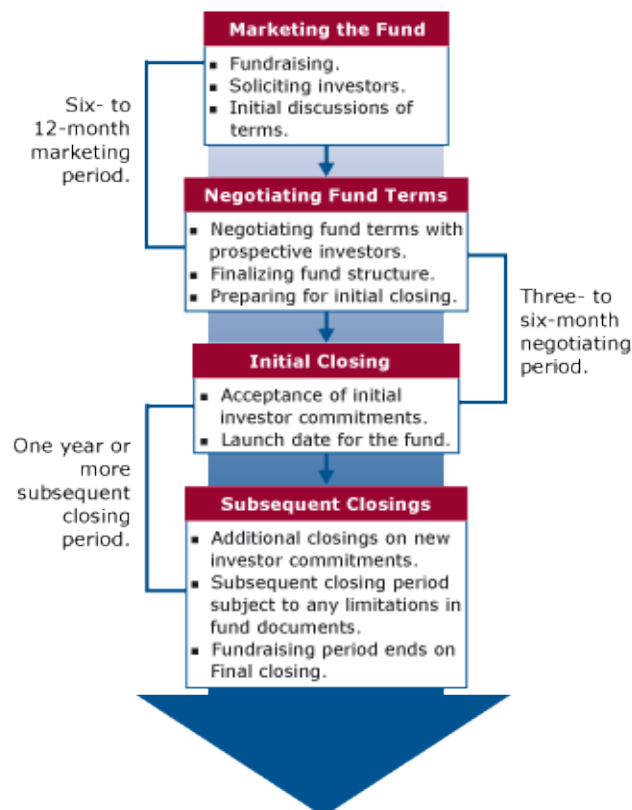 Marketing the Fund
▪ Fundraising.
▪ Soliciting investors.
▪ Initial discussions of
terms.
Six- to
12-month
marketing
period.
Negotiating Fund Terms
▪ Negotiating fund terms with
prospective investors.
▪ Finalizing fund structure.
▪ Preparing for initial closing.
Three- to
six-month
negotiating
period.
Initial Closing
▪ Acceptance of initial
investor commitments.
▪ Launch date for the fund.
One year or
more
subsequent
closing
period.
Subsequent Closings
▪ Additional closings on new
investor commitments.
▪ Subsequent closing period
subject to any limitations in
fund documents.
▪ Fundraising period ends on
Final closing.